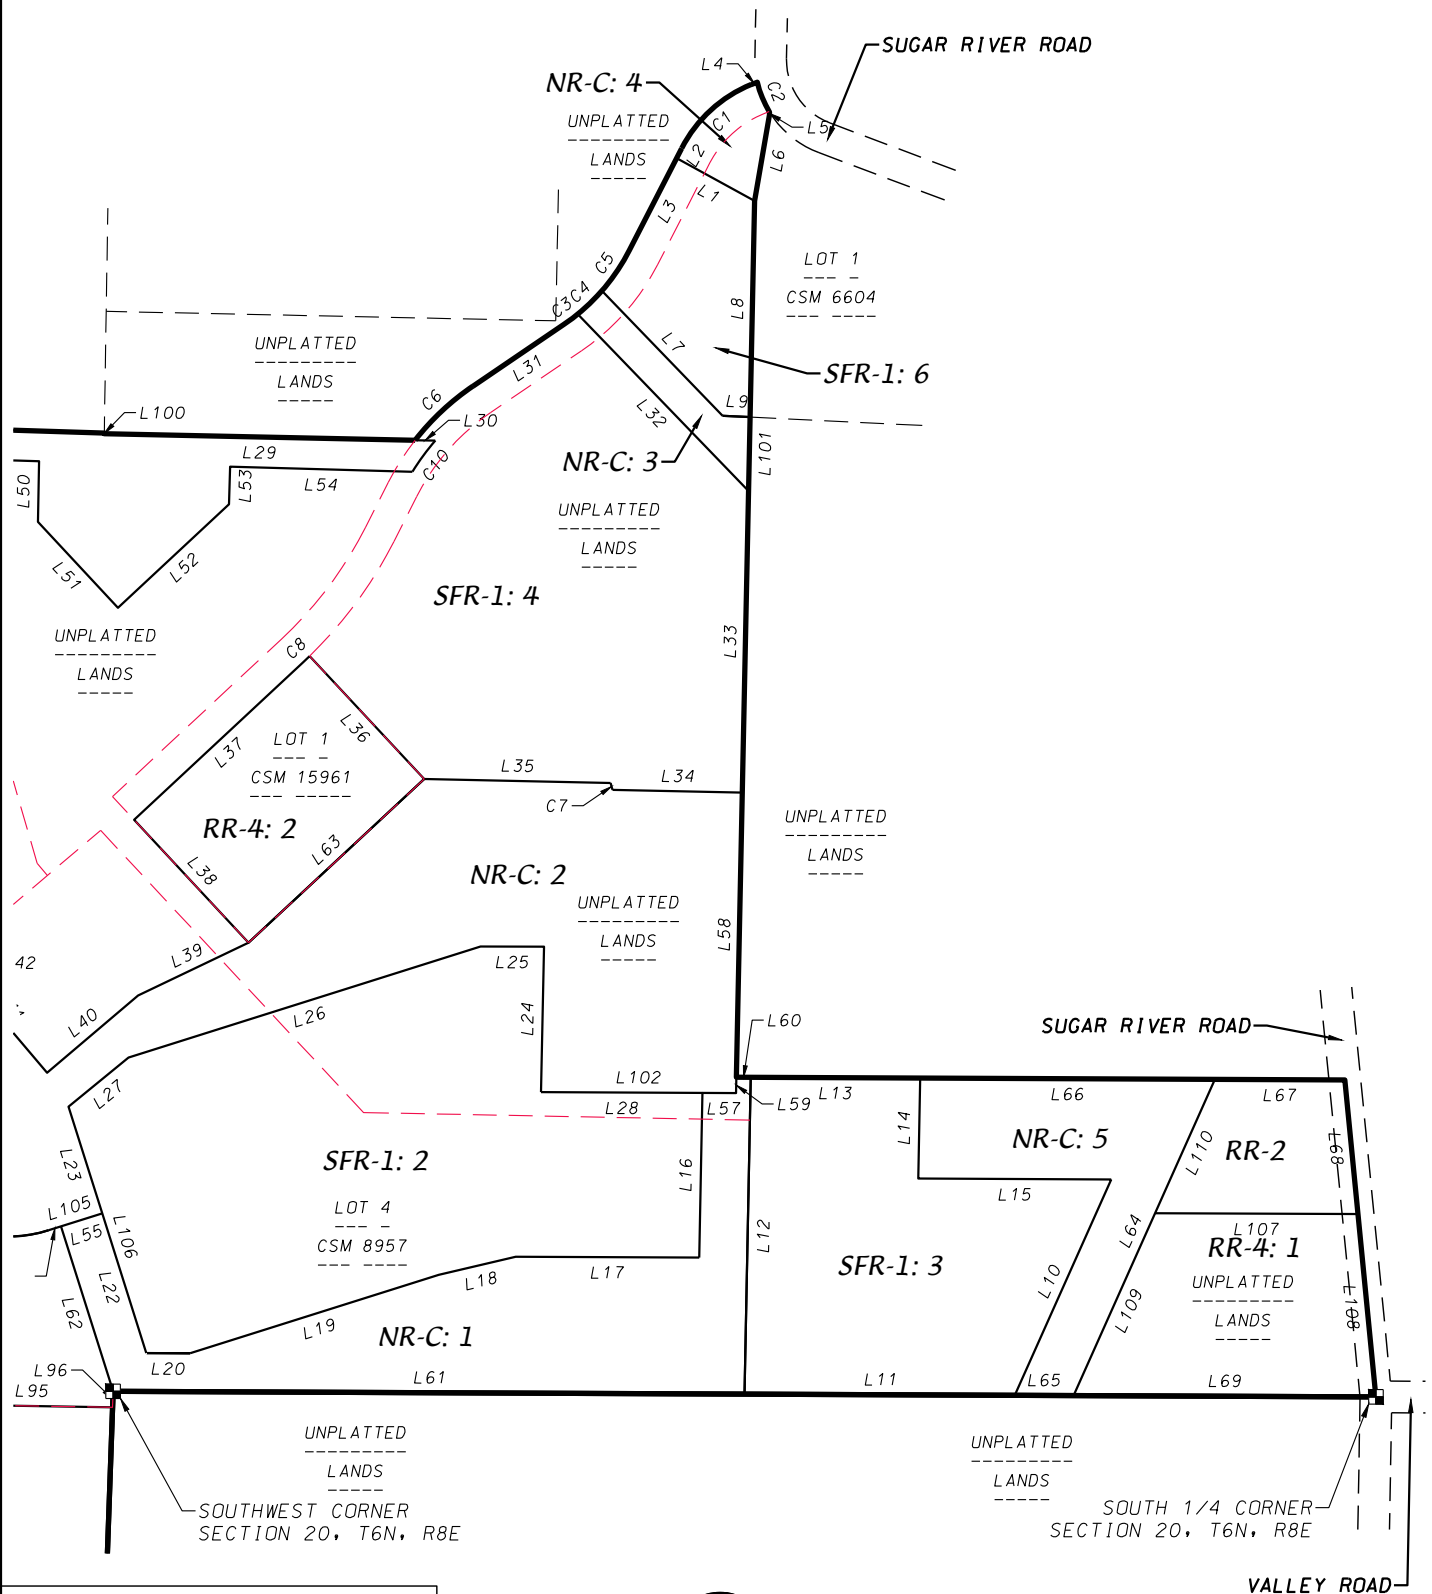 SUGAR RIVER ROAD
L4
C2
NR-C: 4
UNPLATTED
LANDS
C1
L5
L2
L6
L1
L3
C5
LOT 1
CSM 6604
C3
C4
L8
L7
UNPLATTED
LANDS
L31
SFR-1: 6
C6
L9
L32
L100
L30
L29
NR-C: 3
L101
C10
L50
L53
L54
UNPLATTED
LANDS
L51
L52
SFR-1: 4
UNPLATTED
LANDS
L33
C8
L36
L37
LOT 1
CSM 15961
L35
L34
C7
RR-4: 2
UNPLATTED
LANDS
L63
L38
NR-C: 2
UNPLATTED
LANDS
L58
L39
42
L25
L40
L24
L26
L60
SUGAR RIVER ROAD
L102
L27
L28
L57
L59
L13
L66
L67
L14
NR-C: 5
L110
RR-2
L68
SFR-1: 2
L23
L16
L15
LOT 4
CSM 8957
L105
L55
L106
L12
L64
L107
RR-4: 1
UNPLATTED
LANDS
SFR-1: 3
L17
L18
L22
L10
L109
L108
L62
L19
NR-C: 1
L96
L95
L20
L61
L11
L65
L69
UNPLATTED
LANDS
UNPLATTED
LANDS
SOUTHWEST CORNER
SECTION 20, T6N, R8E
SOUTH 1/4 CORNER
SECTION 20, T6N, R8E
VALLEY ROAD